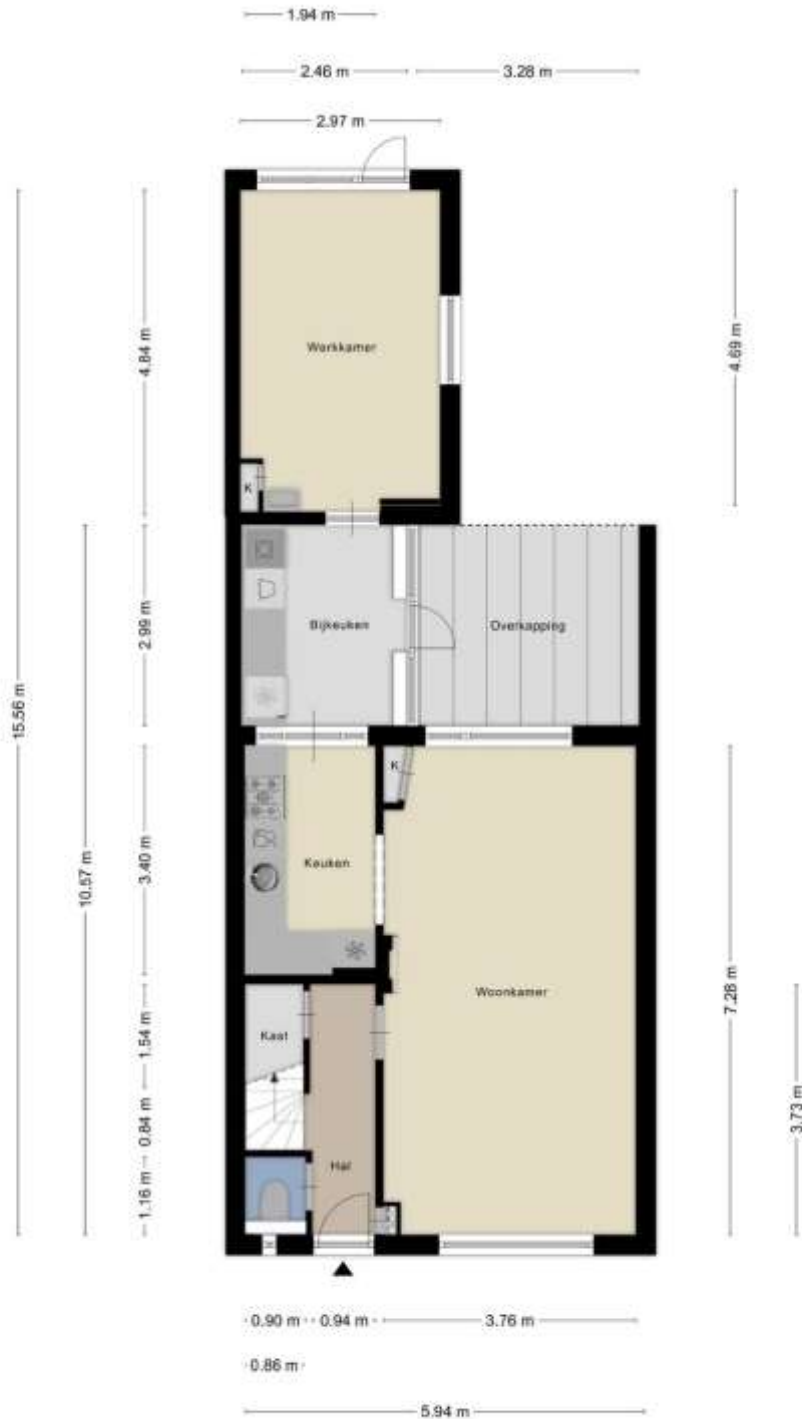 1.94 m
2.46 m
3.28 m
2.97 m
4.84 m
4.69 m
Werkkamer
K
2.99 m
Bijkeuken
Overkapping
15.56 m
K
10.57 m
3.40 m
Keuken
7.28 m
Woonkamer
1.54 m
Kast
3.73 m
0.84 m
Hal
1.16 m
0.90 m
0.94 m
3.76 m
0.86 m
5.94 m